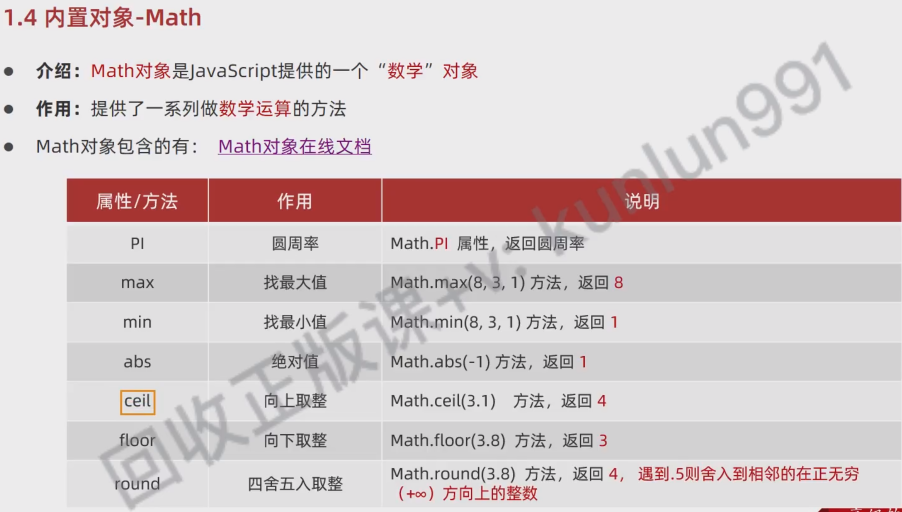 1.4 内置对象-Math
● 介绍：Math对象是JavaScript提供的一个“数学”对象
● 作用：提供了一系列做数学运算的方法
● Math对象包含的有： Math对象在线文档
属性/方法 作用 说明
PI 圆周率 Math.PI 属性，返回圆周率
max 找最大值 Math.max(8, 3, 1) 方法，返回 8
min 找最小值 Math.min(8, 3, 1) 方法，返回 1
abs 绝对值 Math.abs(-1) 方法，返回 1
ceil 向上取整 Math.ceil(3.1) 方法，返回 4
floor 向下取整 Math.floor(3.8) 方法，返回 3
round 四舍五入取整 Math.round(3.8) 方法，返回 4， 遇到.5则舍入到相邻的在正无穷
（+∞）方向上的整数
回收正版课+v: kunlun991